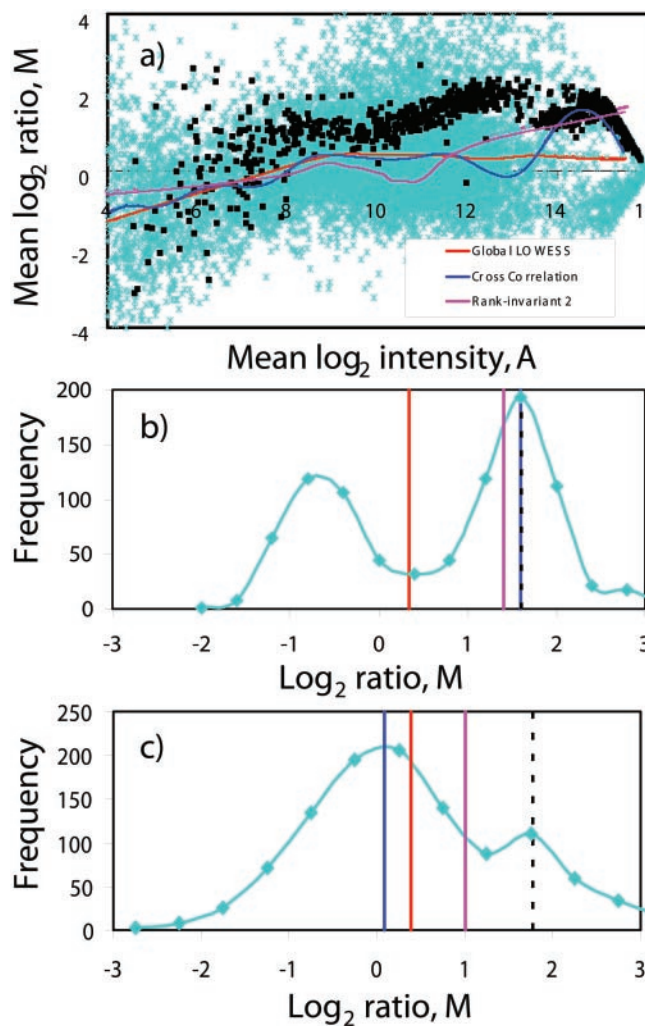 a)
Mean log2 ratio, M
4
2
0
-2
-4
4 6 8 10 12 14 1
Global LOWESS
Cross Correlation
Rank-invariant 2
Mean log2 intensity, A
b)
Frequency
200
150
100
50
0
-3 -2 -1 0 1 2 3
Log2 ratio, M
c)
Frequency
250
200
150
100
50
0
-3 -2 -1 0 1 2 3
Log2 ratio, M